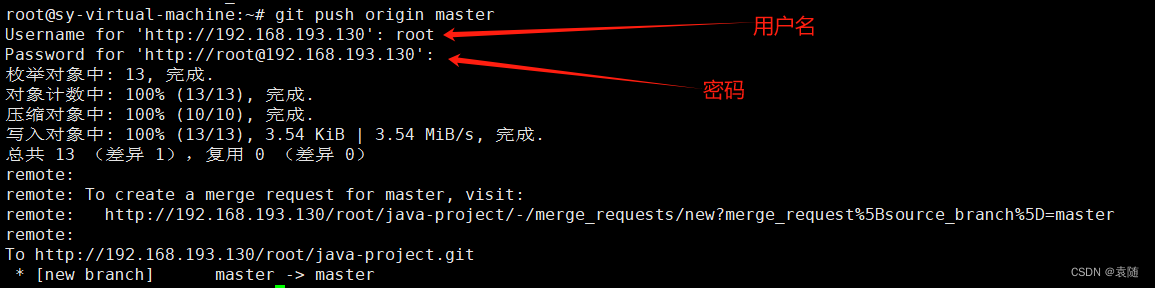 root@sy-virtual-machine:~# git push origin master
Username for 'http://192.168.193.130': root
用户名
Password for 'http://root@192.168.193.130':
枚举对象中: 13, 完成.
对象计数中: 100% (13/13), 完成.
密码
压缩对象中: 100% (10/10), 完成.
写入对象中: 100% (13/13), 3.54 KiB | 3.54 MiB/s, 完成.
总共 13 （差异 1），复用 0 （差异 0）
remote:
remote: To create a merge request for master, visit:
remote:   http://192.168.193.130/root/java-project/-/merge_requests/new?merge_request%5Bsource_branch%5D=master
remote:
To http://192.168.193.130/root/java-project.git
 * [new branch]      master -> master
CSDN @袁随